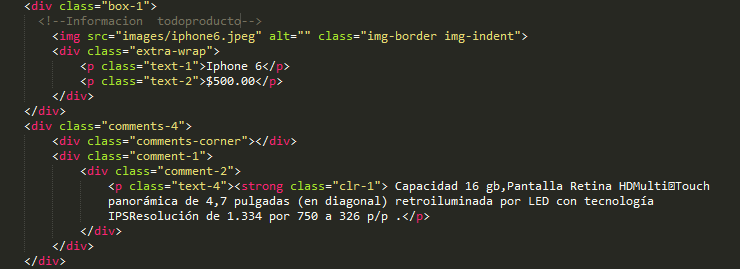 <div class="box-1">
<!--Informacion  todoproducto-->
<img src="images/iphone6.jpeg" alt="" class="img-border img-indent">
<div class="extra-wrap">
<p class="text-1">Iphone 6</p>
<p class="text-2">$500.00</p>
</div>
</div>
<div class="comments-4">
<div class="comments-corner"></div>
<div class="comment-1">
<div class="comment-2">
<p class="text-4"><strong class="clr-1"> Capacidad 16 gb,Pantalla Retina HDMulti�Touch
panorámica de 4,7 pulgadas (en diagonal) retroiluminada por LED con tecnología
IPSResolución de 1.334 por 750 a 326 p/p .</p>
</div>
</div>
</div>